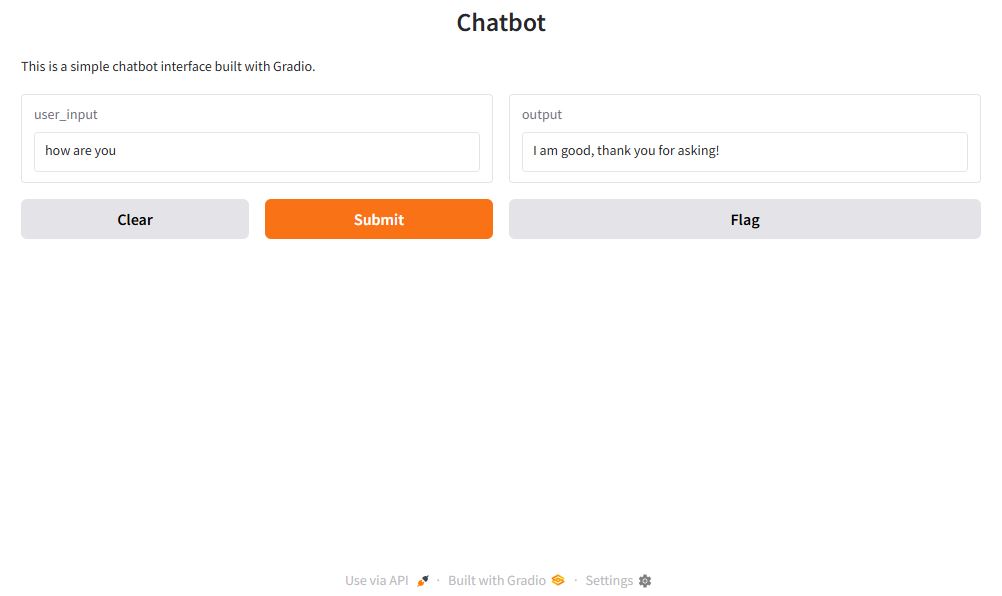 Chatbot
This is a simple chatbot interface built with Gradio.
user_input
how are you
output
I am good, thank you for asking!
Clear
Submit
Flag
Use via API · Built with Gradio · Settings